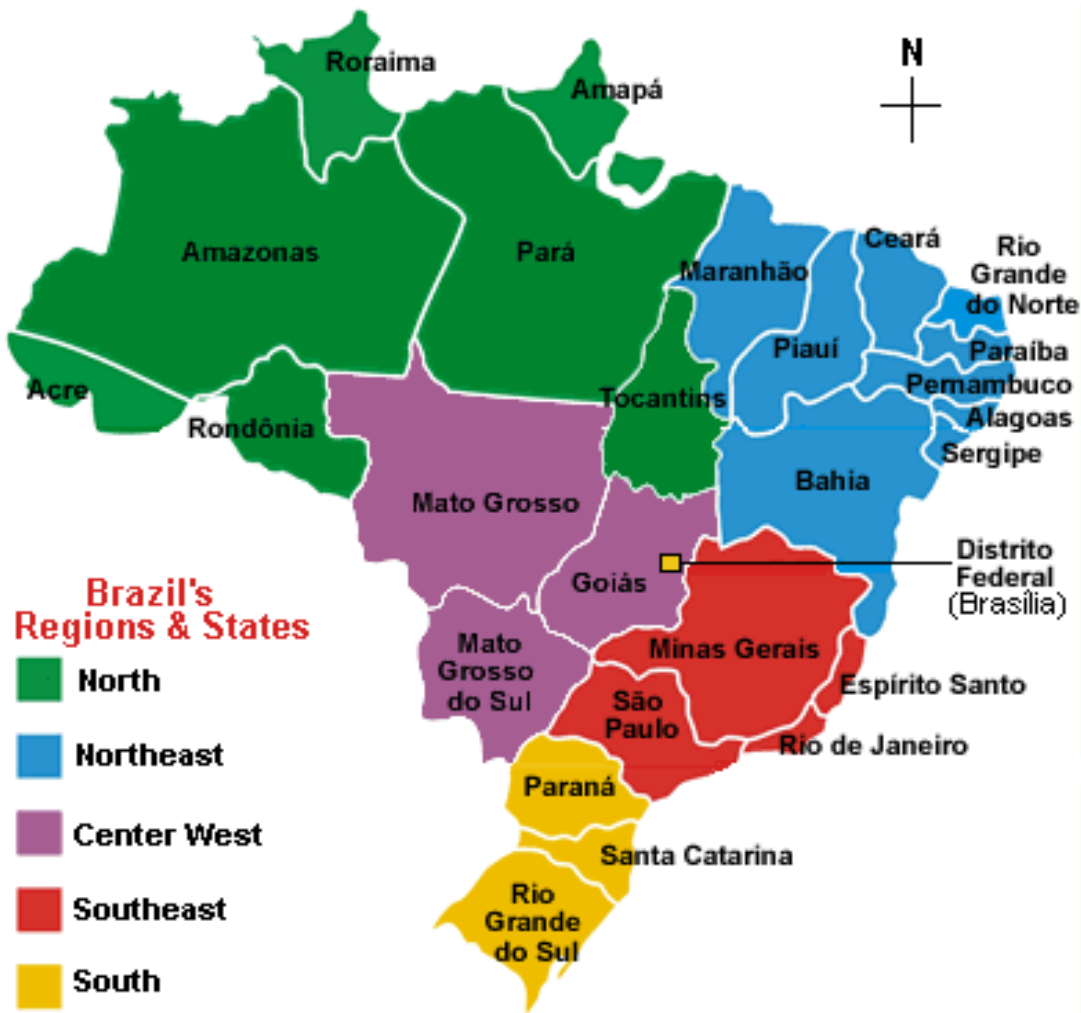 Roraima
Amapá
N
Amazonas
Pará
Maranhão
Ceará
Rio
Grande
do Norte
Piauí
Paraíba
Acre
Tocantins
Pernambuco
Alagoas
Rondônia
Sergipe
Bahia
Mato Grosso
Distrito
Federal
(Brasília)
Goiás
Brazil's
Regions & States
Mato
Grosso
do Sul
Minas Gerais
Espírito Santo
São
Paulo
Rio de Janeiro
Paraná
Santa Catarina
Rio
Grande
do Sul
North
Northeast
Center West
Southeast
South